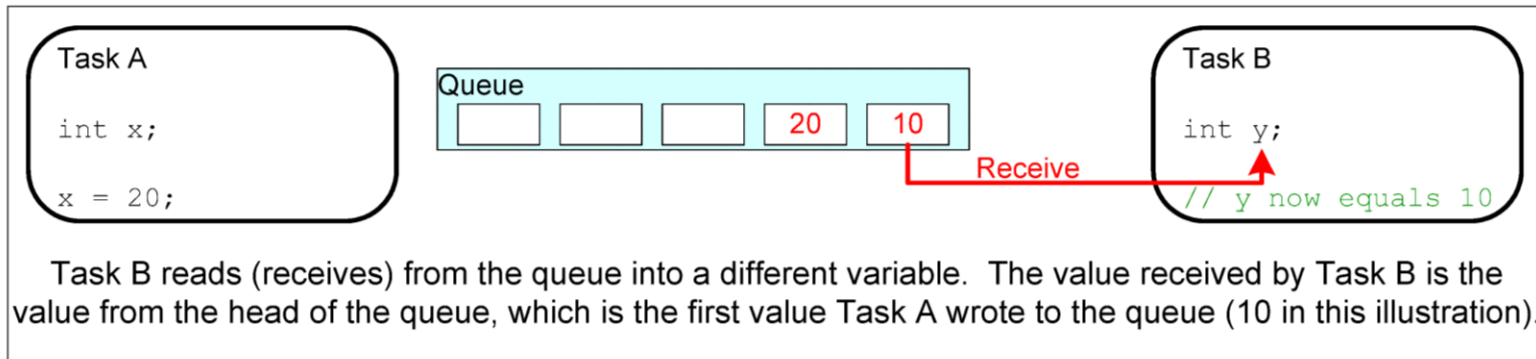 Task A
int x;
x = 20;
Queue
20
10
Receive
Task B
int y;
// y now equals 10
Task B reads (receives) from the queue into a different variable.  The value received by Task B is the
value from the head of the queue, which is the first value Task A wrote to the queue (10 in this illustration).